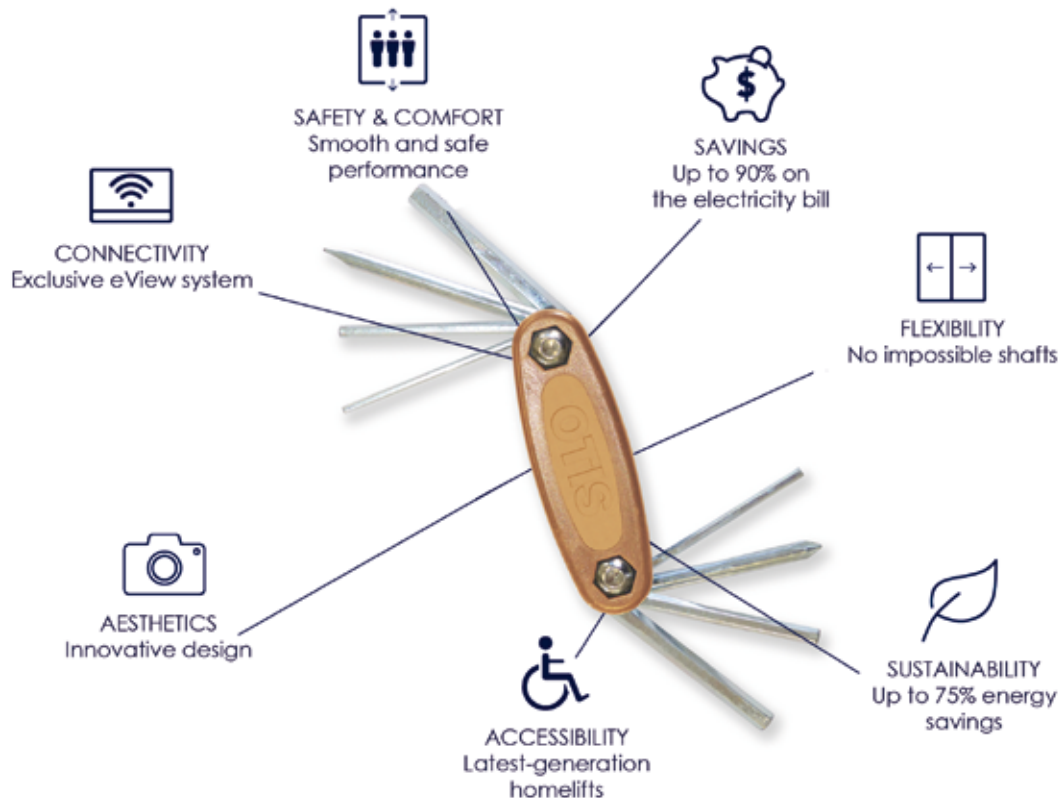 SAFETY & COMFORT
Smooth and safe
performance
$
SAVINGS
Up to 90% on
the electricity bill
CONNECTIVITY
Exclusive eView system
FLEXIBILITY
No impossible shafts
OTIS
AESTHETICS
Innovative design
SUSTAINABILITY
Up to 75% energy
savings
ACCESSIBILITY
Latest-generation
homelifts